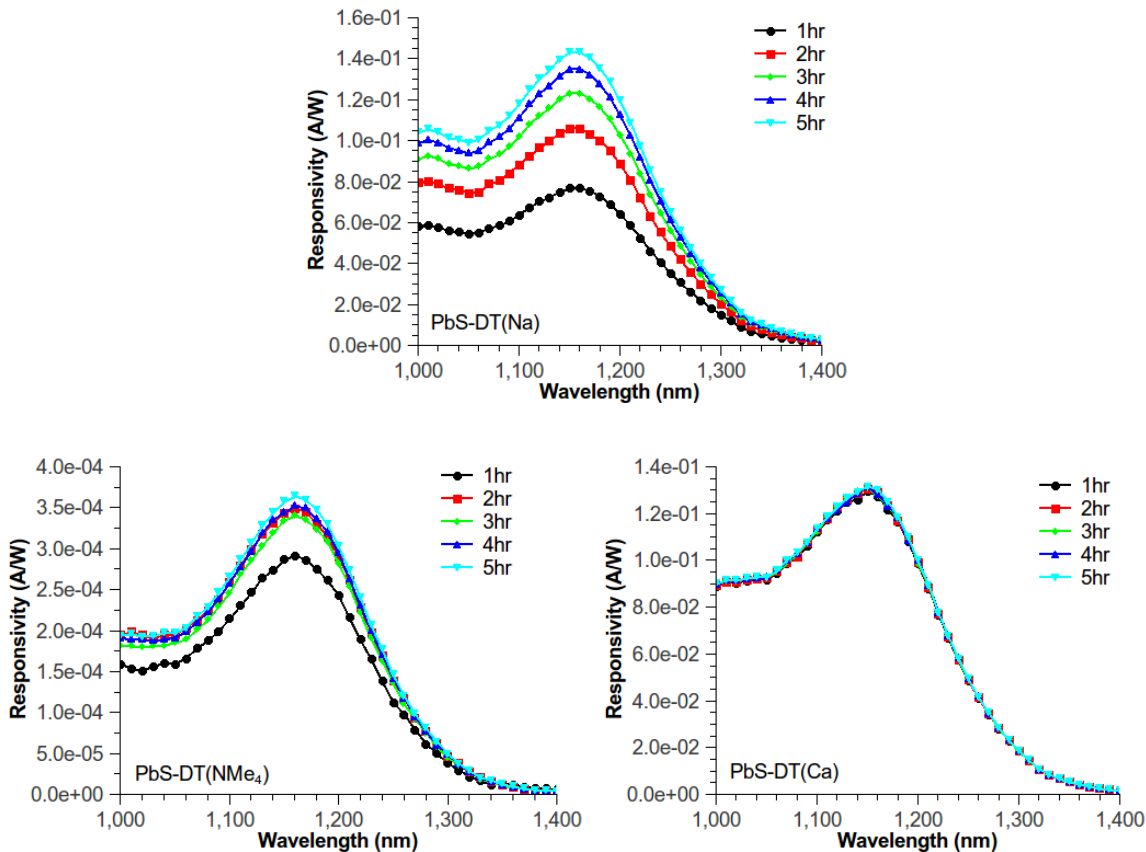 1.6e-01
1.4e-01
1.2e-01
1.0e-01
8.0e-02
6.0e-02
4.0e-02
2.0e-02
0.0e+00
Responsivity (A/W)
1hr
2hr
3hr
4hr
5hr
PbS-DT(Na)
1,000 1,100 1,200 1,300 1,400
Wavelength (nm)
4.0e-04
3.5e-04
3.0e-04
2.5e-04
2.0e-04
1.5e-04
1.0e-04
5.0e-05
0.0e+00
Responsivity (A/W)
1hr
2hr
3hr
4hr
5hr
PbS-DT(NMe₄)
1,000 1,100 1,200 1,300 1,400
Wavelength (nm)
1.4e-01
1.2e-01
1.0e-01
8.0e-02
6.0e-02
4.0e-02
2.0e-02
0.0e+00
Responsivity (A/W)
1hr
2hr
3hr
4hr
5hr
PbS-DT(Ca)
1,000 1,100 1,200 1,300 1,400
Wavelength (nm)